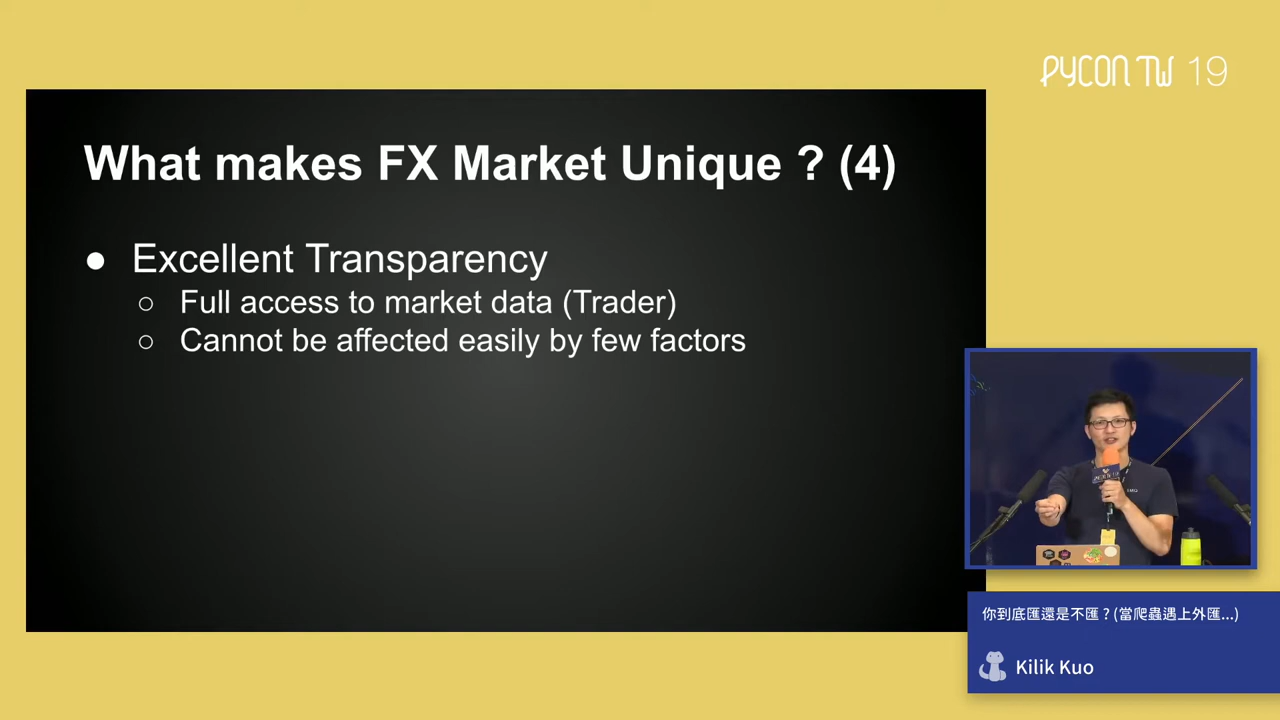 PYCON TW 19
What makes FX Market Unique ? (4)
● Excellent Transparency
○ Full access to market data (Trader)
○ Cannot be affected easily by few factors
你到底匯還是不匯？(當爬蟲遇上外匯...)
Kilik Kuo